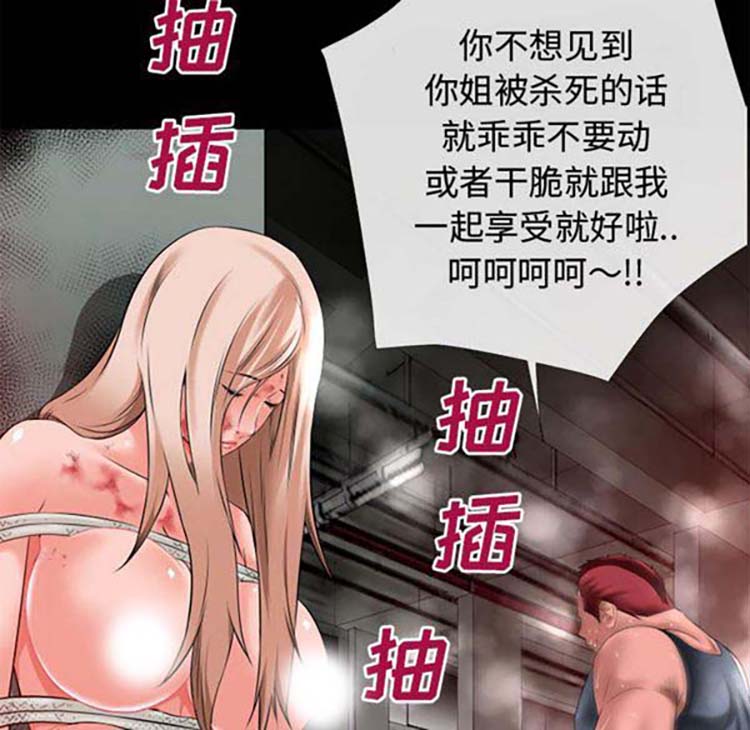 抽
插
你不想见到
你姐被杀死的话
就乖乖不要动
或者干脆就跟我
一起享受就好啦..
呵呵呵呵～!!
抽
插
抽